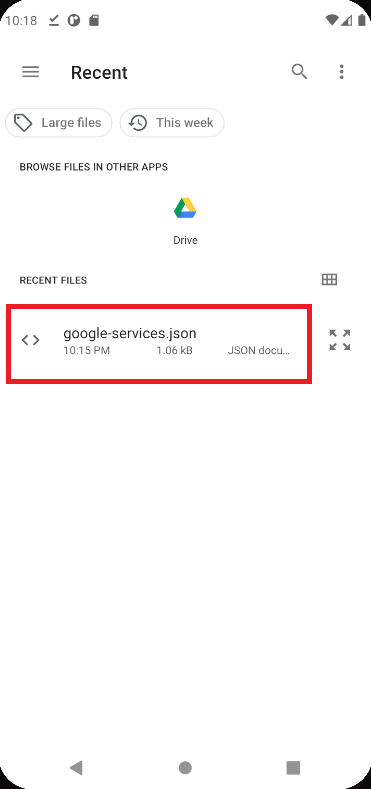 10:18
Recent
Large files
This week
BROWSE FILES IN OTHER APPS
Drive
RECENT FILES
google-services.json
10:15 PM 1.06 kB JSON docu…